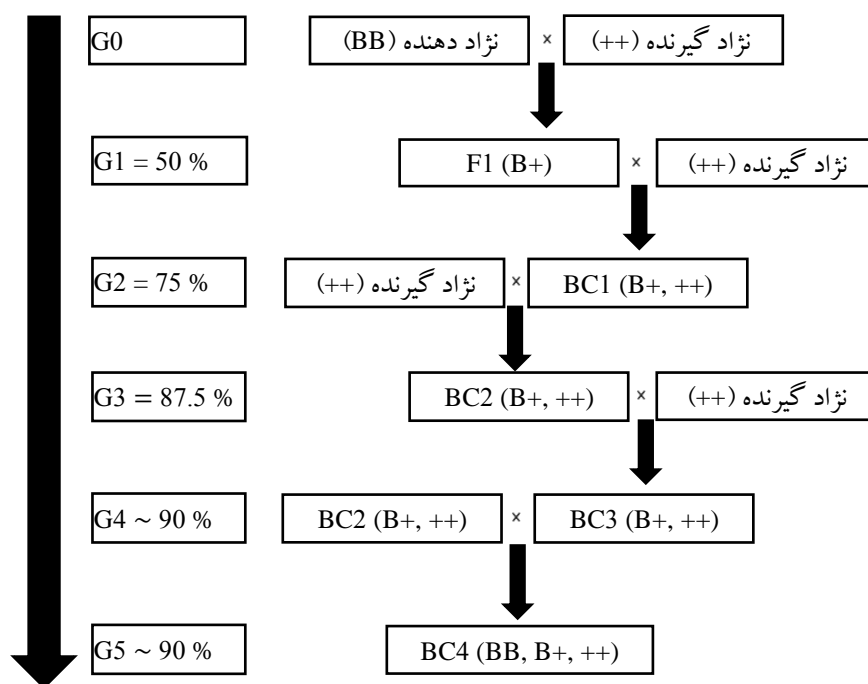 G0 نژاد دهنده (BB) × نژاد گیرنده (++)
G1 = 50 % F1 (B+) × نژاد گیرنده (++)
G2 = 75 % نژاد گیرنده (++) × BC1 (B+, ++)
G3 = 87.5 % BC2 (B+, ++) × نژاد گیرنده (++)
G4 ~ 90 % BC2 (B+, ++) × BC3 (B+, ++)
G5 ~ 90 % BC4 (BB, B+, ++)